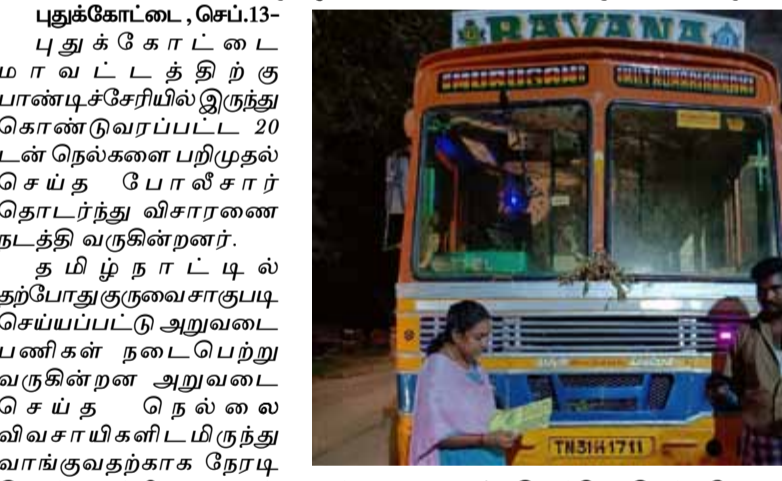 புதுக்கோட்டை, செப்.13-
புதுக்கோட்டை
மாவட்டத்திற்கு
பாண்டிச்சேரியில் இருந்து
கொண்டுவரப்பட்ட 20
டன் நெல்களை பறிமுதல்
செய்த போலீசார்
தொடர்ந்து விசாரணை
நடத்தி வருகின்றனர்.
தமிழ்நாட்டில்
தற்போது குருவை சாகுபடி
செய்யப்பட்டு அறுவடை
பணிகள் நடைபெற்று
வருகின்றன அறுவடை
செய்த நெல்லை
விவசாயிகளிடமிருந்து
வாங்குவதற்காக நேரடி
RAVANA
TN31H1711